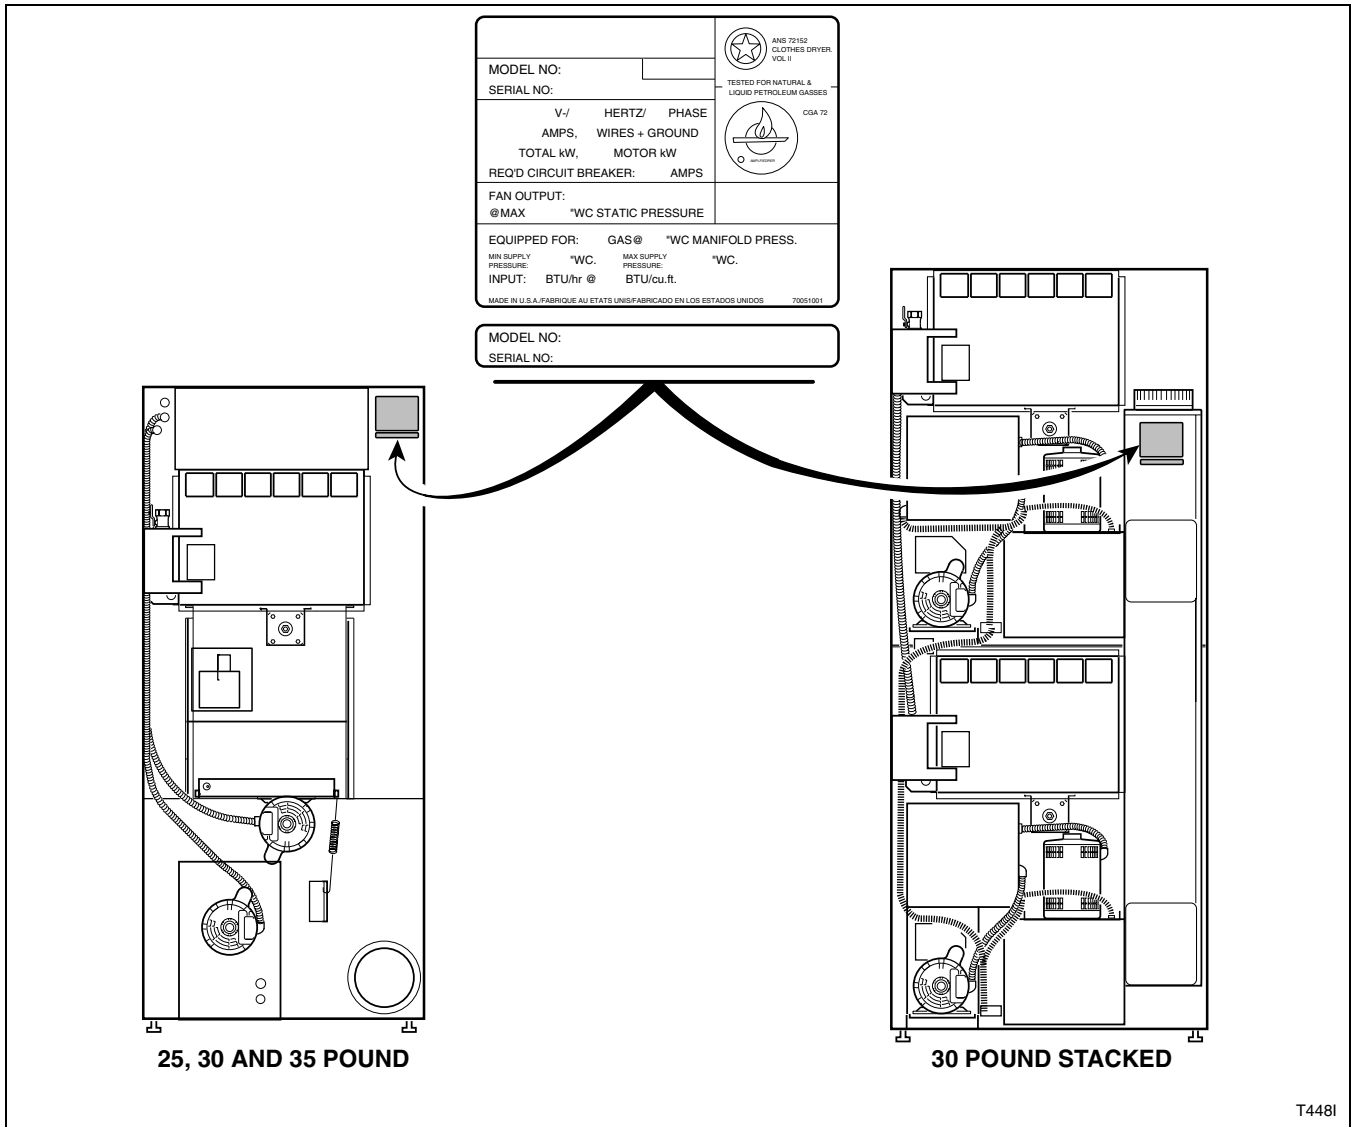 ANS 72152
CLOTHES DRYER.
VOL II
MODEL NO:
SERIAL NO:
TESTED FOR NATURAL &
LIQUID PETROLEUM GASSES
CGA 72
V-/ HERTZ/ PHASE
AMPS, WIRES + GROUND
TOTAL kW, MOTOR kW
REQ'D CIRCUIT BREAKER: AMPS
FAN OUTPUT:
@MAX "WC STATIC PRESSURE
EQUIPPED FOR: GAS@ "WC MANIFOLD PRESS.
MIN SUPPLY PRESSURE: "WC. MAX SUPPLY PRESSURE: "WC.
INPUT: BTU/hr @ BTU/cu.ft.
MADE IN U.S.A./FABRIQUE AU ETATS UNIS/FABRICADO EN LOS ESTADOS UNIDOS 70051001
MODEL NO:
SERIAL NO:
25, 30 AND 35 POUND
30 POUND STACKED
T448I